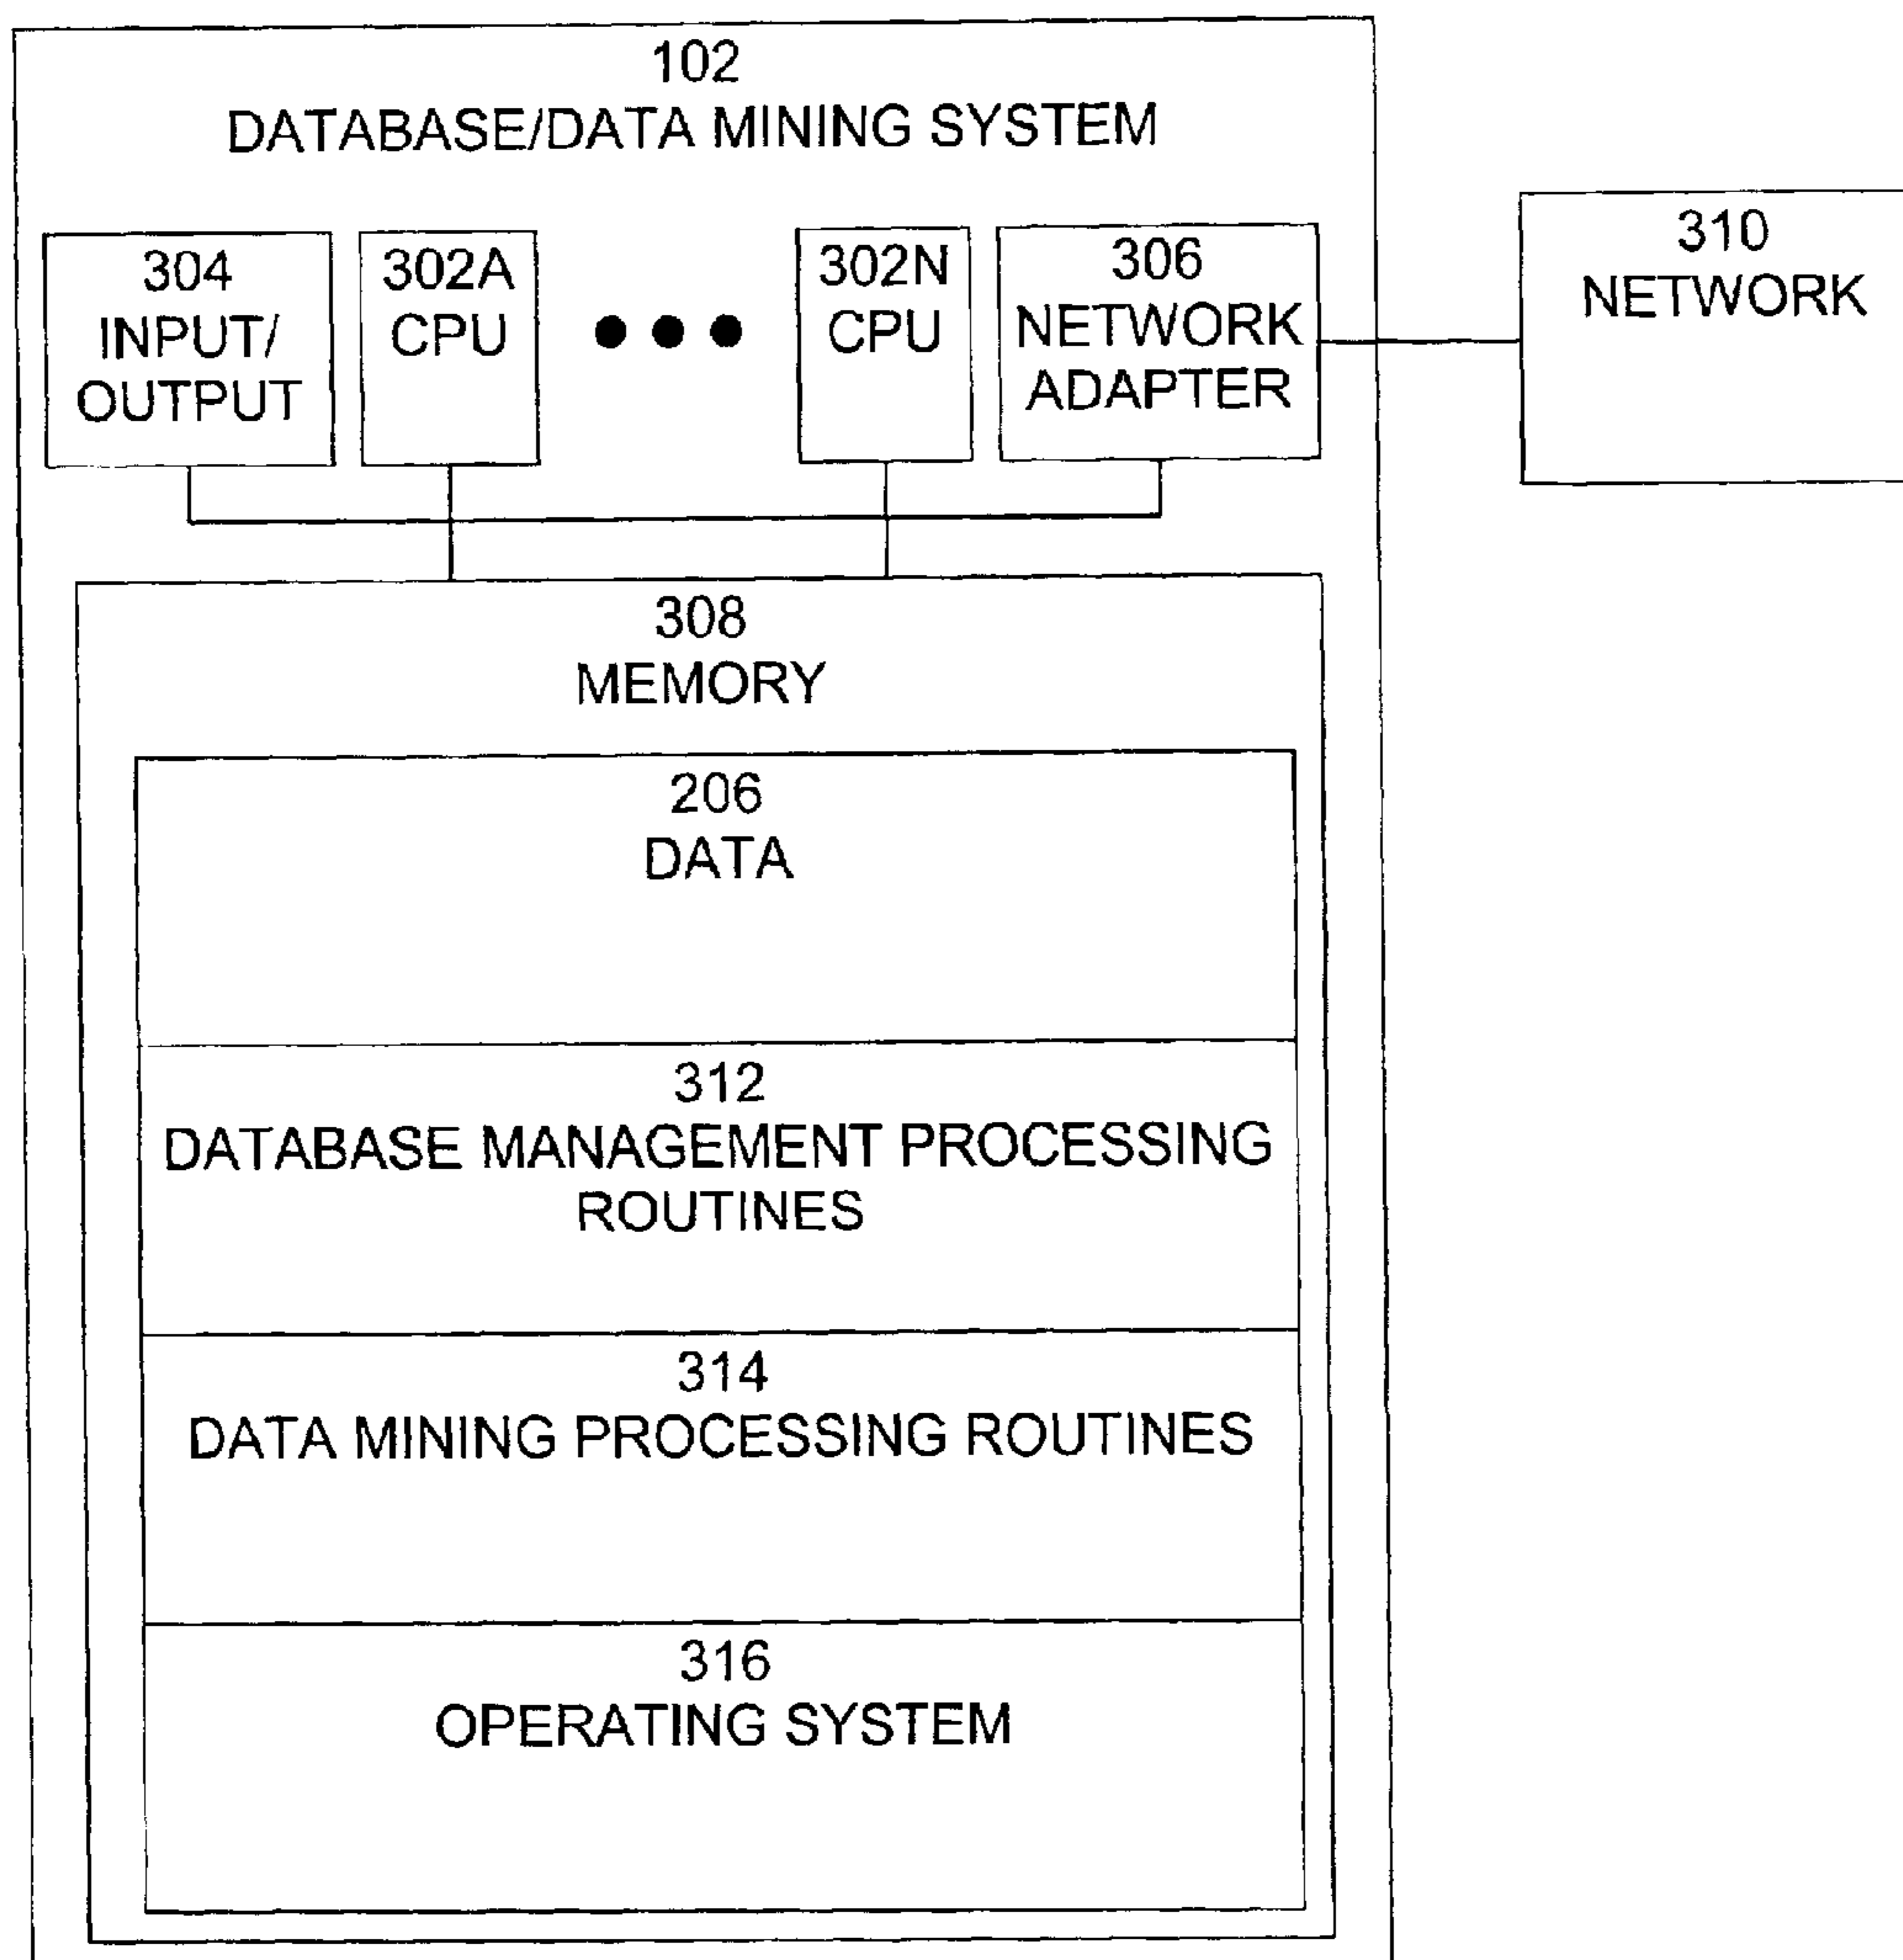 102
DATABASE/DATA MINING SYSTEM
304
INPUT/
OUTPUT
302A
CPU
302N
CPU
306
NETWORK
ADAPTER
310
NETWORK
308
MEMORY
206
DATA
312
DATABASE MANAGEMENT PROCESSING
ROUTINES
314
DATA MINING PROCESSING ROUTINES
316
OPERATING SYSTEM